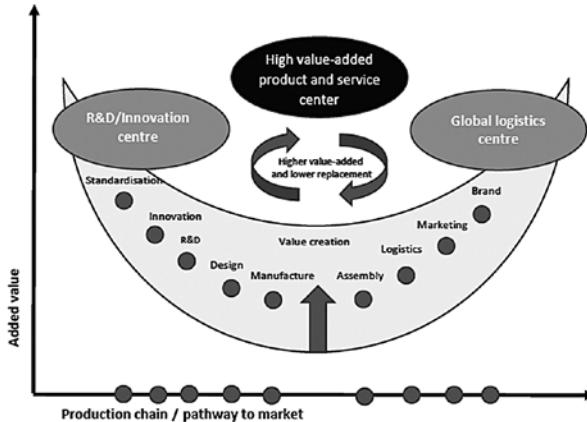 High value-added
product and service
center
R&D/Innovation
centre
Global logistics
centre
Higher value-added
and lower replacement
Standardisation
Brand
Innovation
Marketing
R&D
Value creation
Logistics
Design
Manufacture
Assembly
Added value
Production chain / pathway to market